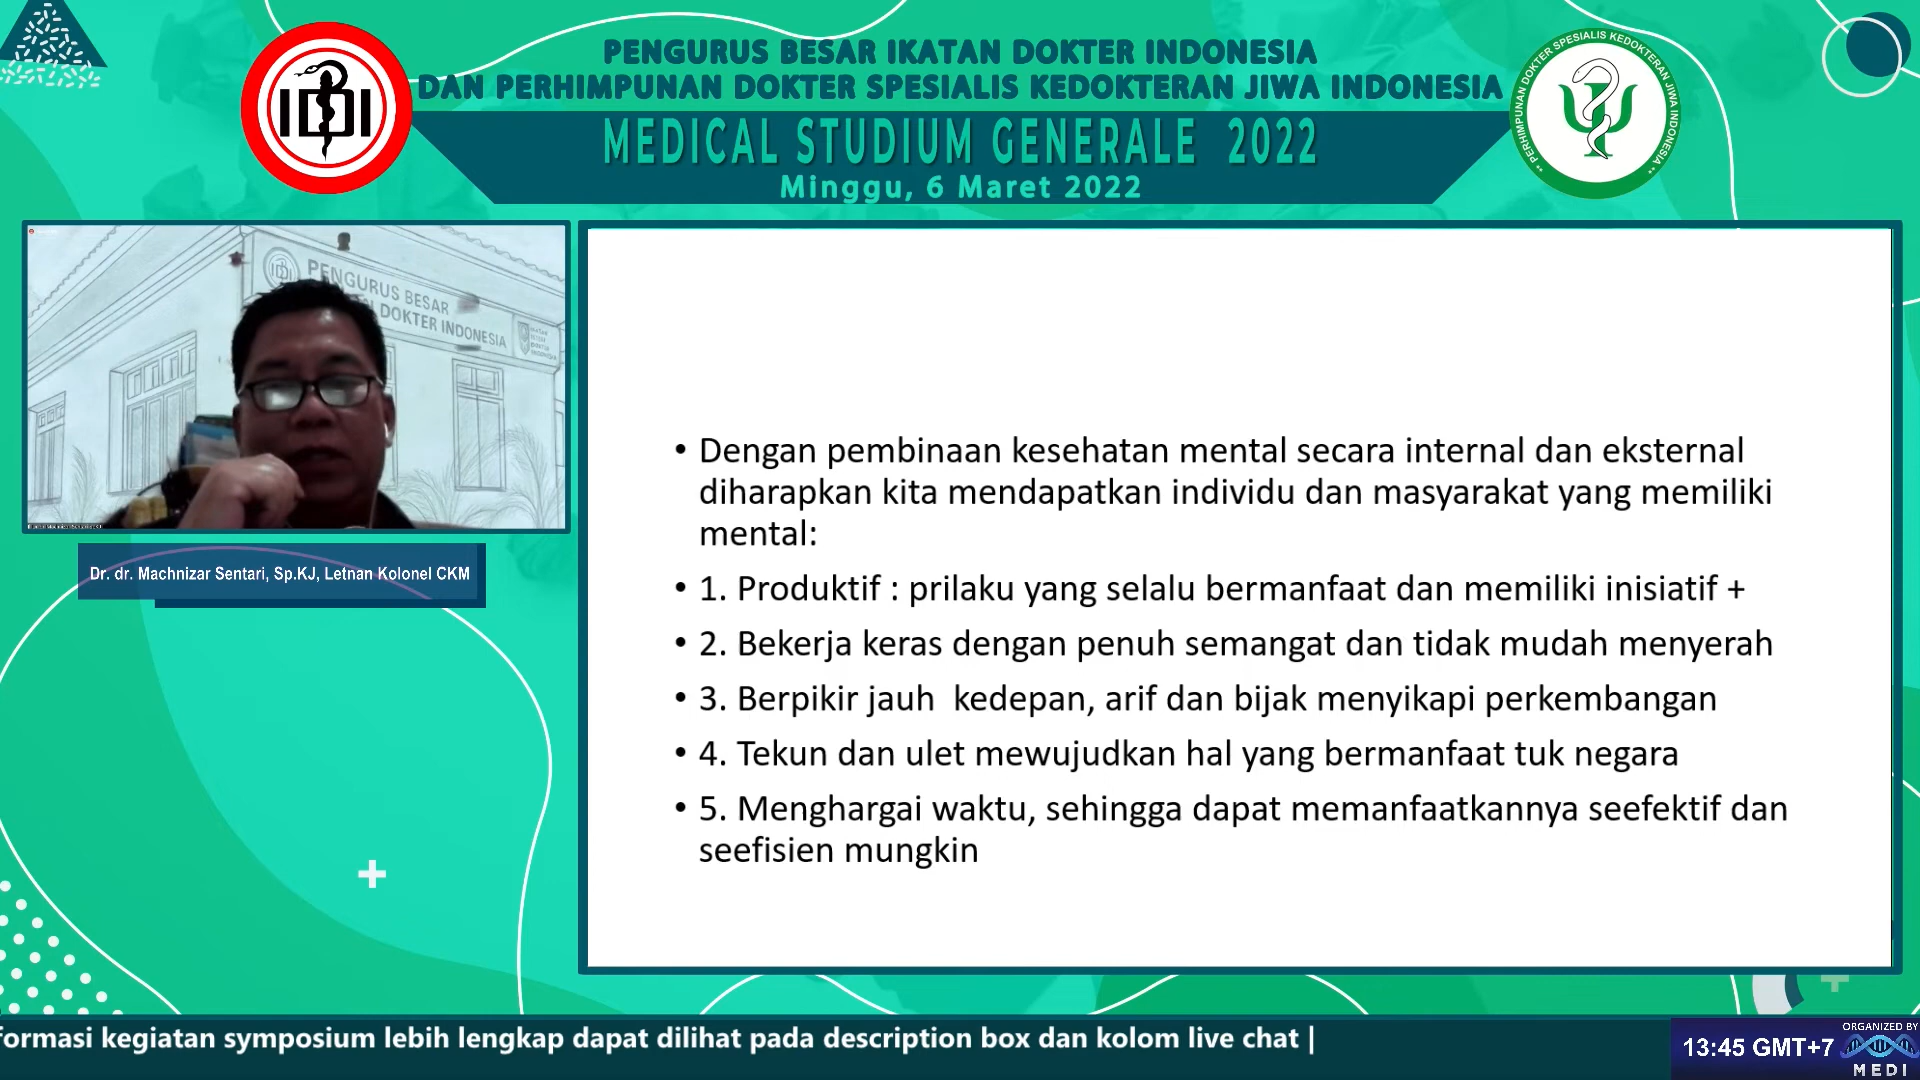 PENGURUS BESAR IKATAN DOKTER INDONESIA
DAN PERHIMPUNAN DOKTER SPESIALIS KEDOKTERAN JIWA INDONESIA
MEDICAL STUDIUM GENERALE 2022
Minggu, 6 Maret 2022
IDI
PERHIMPUNAN DOKTER SPESIALIS KEDOKTERAN JIWA INDONESIA
PENGURUS BESAR
DOKTER INDONESIA
Dr. dr. Machnizar Sentari, Sp.KJ, Letnan Kolonel CKM
• Dengan pembinaan kesehatan mental secara internal dan eksternal
diharapkan kita mendapatkan individu dan masyarakat yang memiliki
mental:
• 1. Produktif : prilaku yang selalu bermanfaat dan memiliki inisiatif +
• 2. Bekerja keras dengan penuh semangat dan tidak mudah menyerah
• 3. Berpikir jauh  kedepan, arif dan bijak menyikapi perkembangan
• 4. Tekun dan ulet mewujudkan hal yang bermanfaat tuk negara
• 5. Menghargai waktu, sehingga dapat memanfaatkannya seefektif dan
seefisien mungkin
formasi kegiatan symposium lebih lengkap dapat dilihat pada description box dan kolom live chat |
13:45 GMT+7
ORGANIZED BY
MEDI